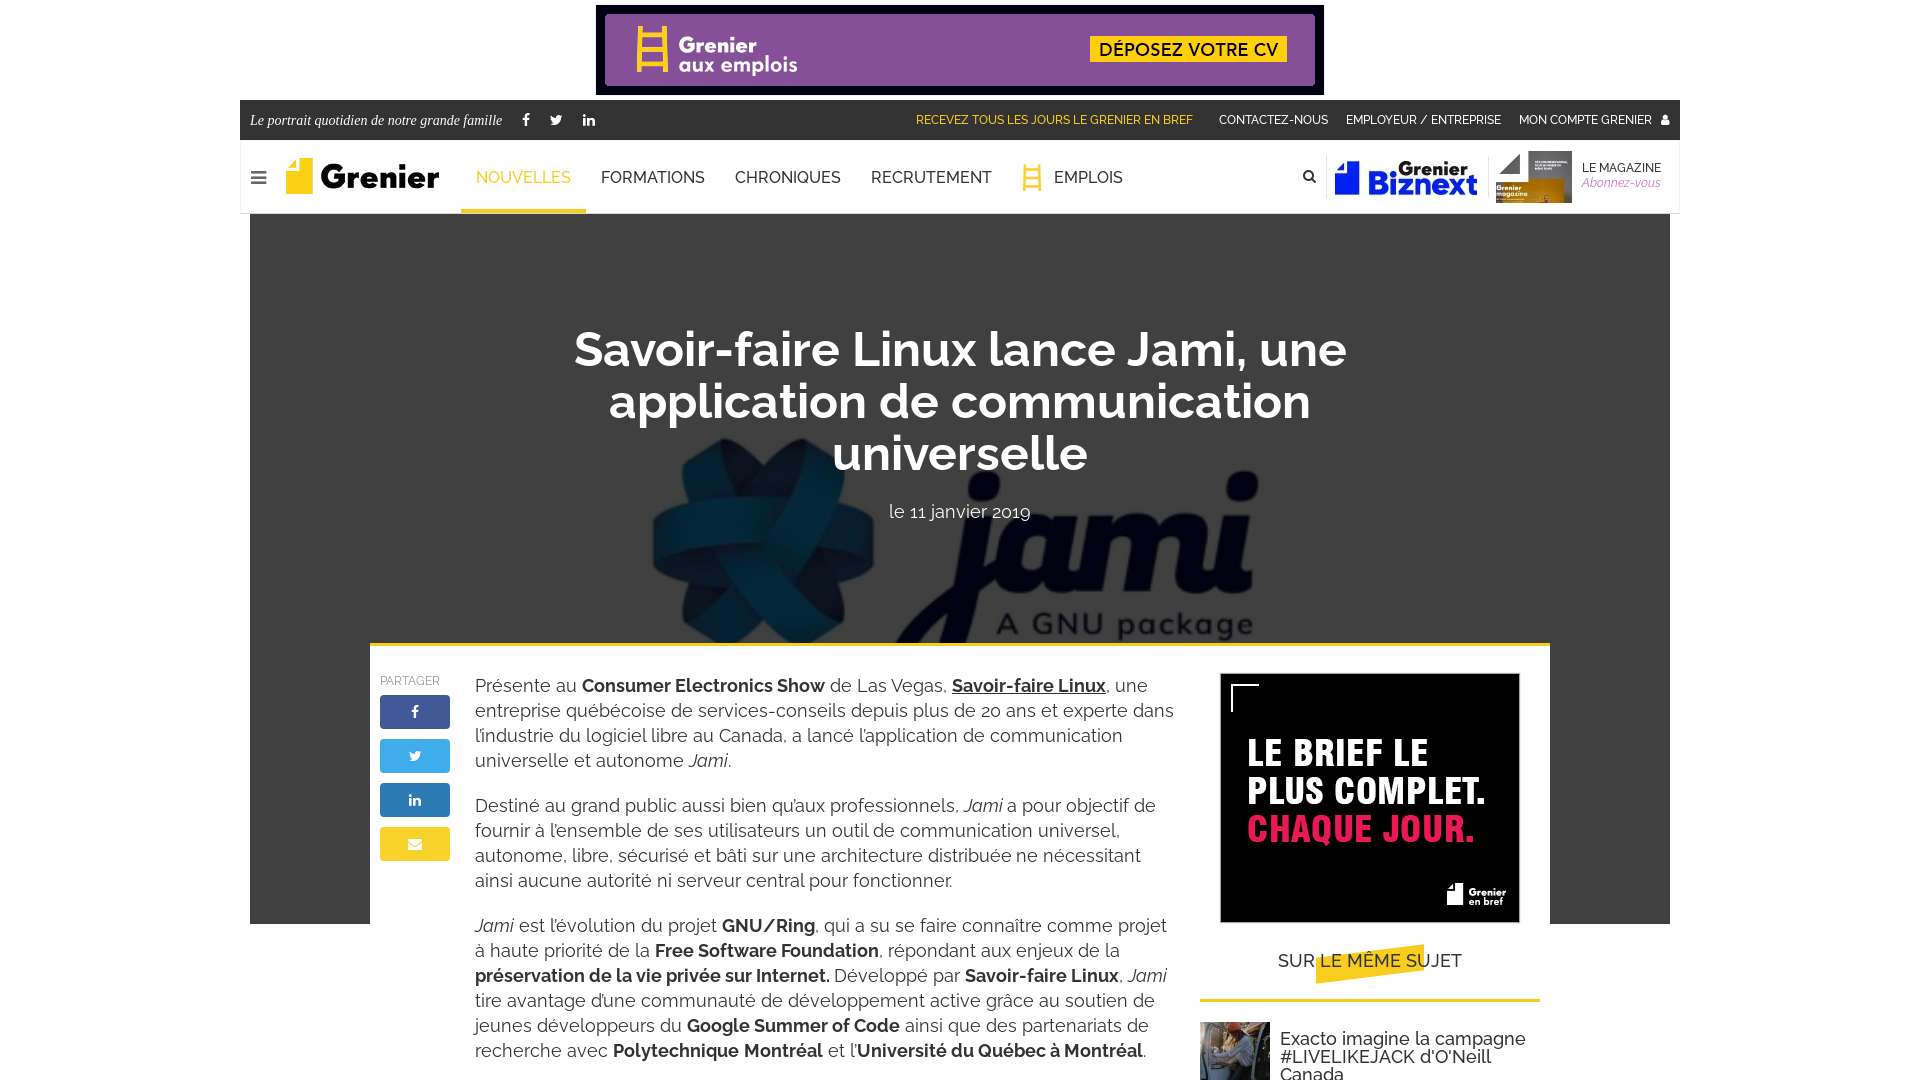 Grenier
aux emplois
DÉPOSEZ VOTRE CV
Le portrait quotidien de notre grande famille
RECEVEZ TOUS LES JOURS LE GRENIER EN BREF
CONTACTEZ-NOUS
EMPLOYEUR / ENTREPRISE
MON COMPTE GRENIER
Grenier
NOUVELLES
FORMATIONS
CHRONIQUES
RECRUTEMENT
EMPLOIS
Grenier
Biznext
Grenier
magazine
LE MAGAZINE
Abonnez-vous
Savoir-faire Linux lance Jami, une
application de communication
universelle
le 11 janvier 2019
jami
A GNU package
PARTAGER
Présente au Consumer Electronics Show de Las Vegas, Savoir-faire Linux, une
entreprise québécoise de services-conseils depuis plus de 20 ans et experte dans
l’industrie du logiciel libre au Canada, a lancé l’application de communication
universelle et autonome Jami.
Destiné au grand public aussi bien qu’aux professionnels, Jami a pour objectif de
fournir à l’ensemble de ses utilisateurs un outil de communication universel,
autonome, libre, sécurisé et bâti sur une architecture distribuée ne nécessitant
ainsi aucune autorité ni serveur central pour fonctionner.
Jami est l’évolution du projet GNU/Ring, qui a su se faire connaître comme projet
à haute priorité de la Free Software Foundation, répondant aux enjeux de la
préservation de la vie privée sur Internet. Développé par Savoir-faire Linux, Jami
tire avantage d’une communauté de développement active grâce au soutien de
jeunes développeurs du Google Summer of Code ainsi que des partenariats de
recherche avec Polytechnique Montréal et l’Université du Québec à Montréal.
LE BRIEF LE
PLUS COMPLET.
CHAQUE JOUR.
Grenier
en bref
SUR LE MÊME SUJET
Exacto imagine la campagne
#LIVELIKEJACK d'O'Neill
Canada